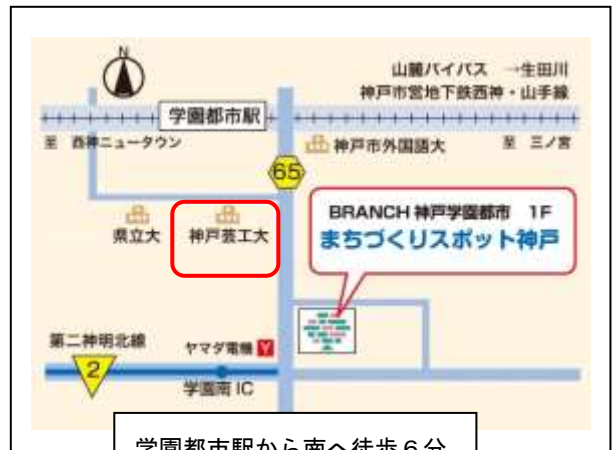 N
山麓バイパス →生田川
神戸市営地下鉄西神・山手線
学園都市駅
至 西神ニュータウン
神戸市外国語大
至 三ノ宮
65
県立大
神戸芸工大
BRANCH 神戸学園都市 1F
まちづくりスポット神戸
第二神明北線
ヤマダ電機 Y
2
学園南 IC
学園都市駅から南へ徒歩6分